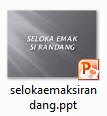 SELOKA EMAK
SI RANDANG
selokaemaksiran
dang.ppt